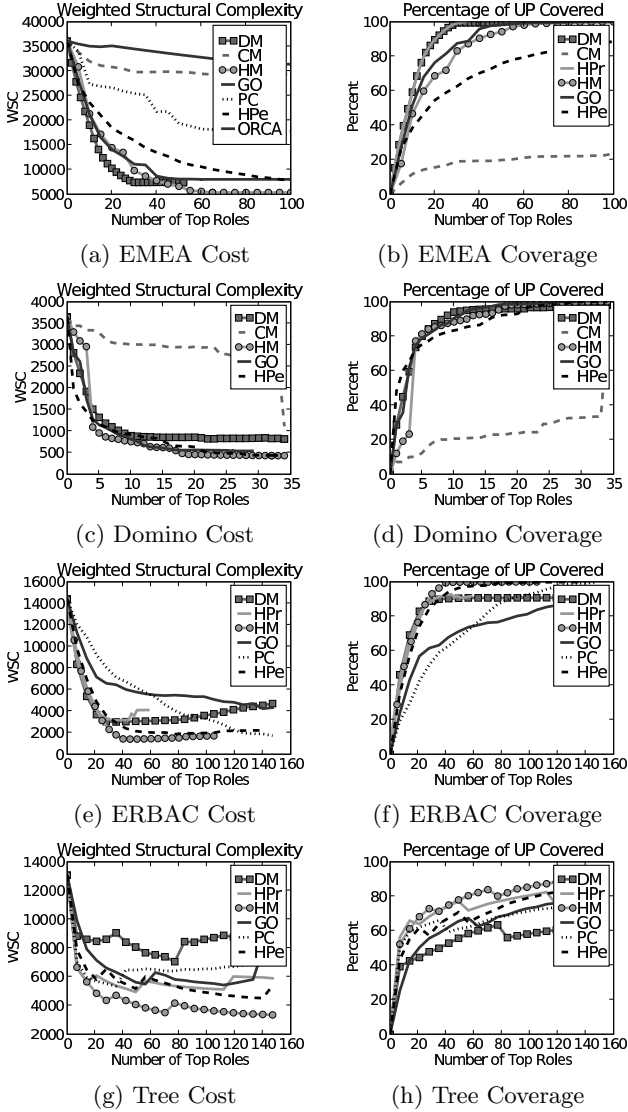 Weighted Structural Complexity
40000
35000
30000
25000
20000
15000
10000
5000
WSC
0 20 40 60 80 100
Number of Top Roles
DM
CM
HM
GO
PC
HPe
ORCA
(a) EMEA Cost
Percentage of UP Covered
100
80
60
40
20
0
Percent
0 20 40 60 80 100
Number of Top Roles
DM
CM
HPr
HM
GO
HPe
(b) EMEA Coverage
Weighted Structural Complexity
4000
3500
3000
2500
2000
1500
1000
500
0
WSC
0 5 10 15 20 25 30 35
Number of Top Roles
DM
CM
HM
GO
HPe
(c) Domino Cost
Percentage of UP Covered
100
80
60
40
20
0
Percent
0 5 10 15 20 25 30 35
Number of Top Roles
DM
CM
HM
GO
HPe
(d) Domino Coverage
Weighted Structural Complexity
16000
14000
12000
10000
8000
6000
4000
2000
0
WSC
0 20 40 60 80 100 120 140 160
Number of Top Roles
DM
HPr
HM
GO
PC
HPe
(e) ERBAC Cost
Percentage of UP Covered
100
80
60
40
20
0
Percent
0 20 40 60 80 100 120 140 160
Number of Top Roles
DM
HPr
HM
GO
PC
HPe
(f) ERBAC Coverage
Weighted Structural Complexity
14000
12000
10000
8000
6000
4000
2000
WSC
0 20 40 60 80 100 120 140 160
Number of Top Roles
DM
HPr
HM
GO
PC
HPe
(g) Tree Cost
Percentage of UP Covered
100
80
60
40
20
0
Percent
0 20 40 60 80 100 120 140 160
Number of Top Roles
DM
HPr
HM
GO
PC
HPe
(h) Tree Coverage